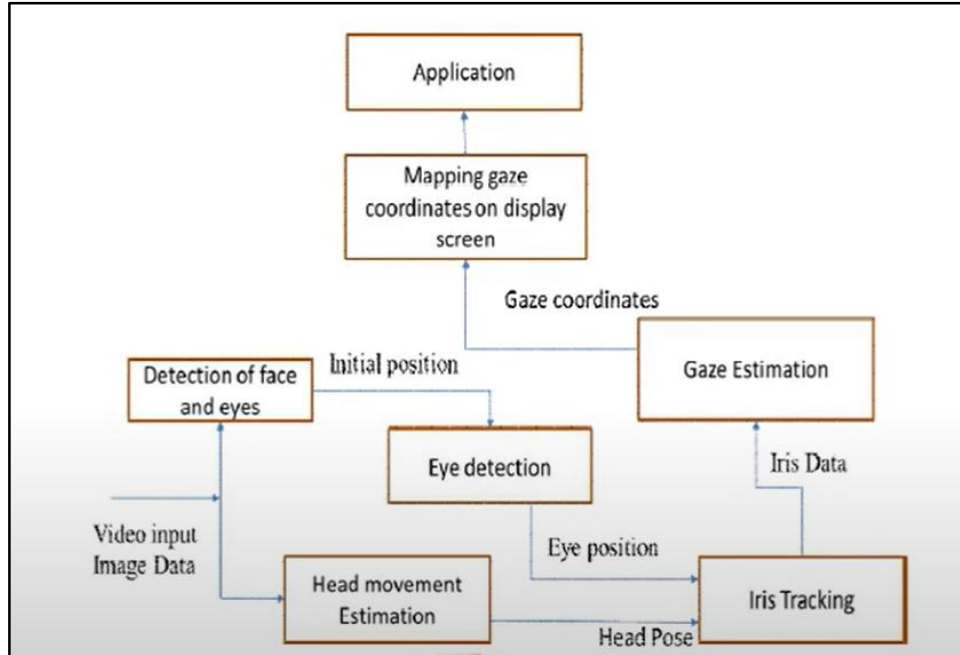 Application
Mapping gaze
coordinates on display
screen
Gaze coordinates
Gaze Estimation
Initial position
Detection of face
and eyes
Eye detection
Iris Data
Video input
Image Data
Eye position
Head movement
Estimation
Iris Tracking
Head Pose